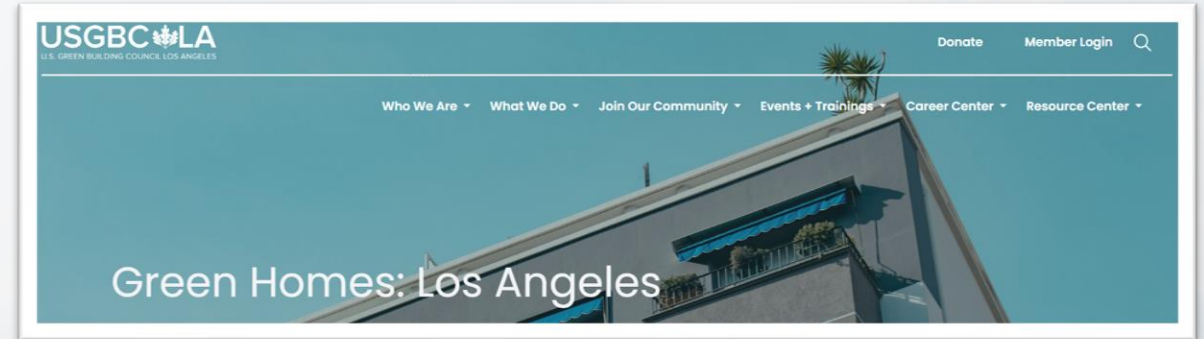 USGBC LA
U.S. GREEN BUILDING COUNCIL LOS ANGELES
Donate Member Login
Who We Are What We Do Join Our Community Events + Trainings Career Center Resource Center
Green Homes: Los Angeles